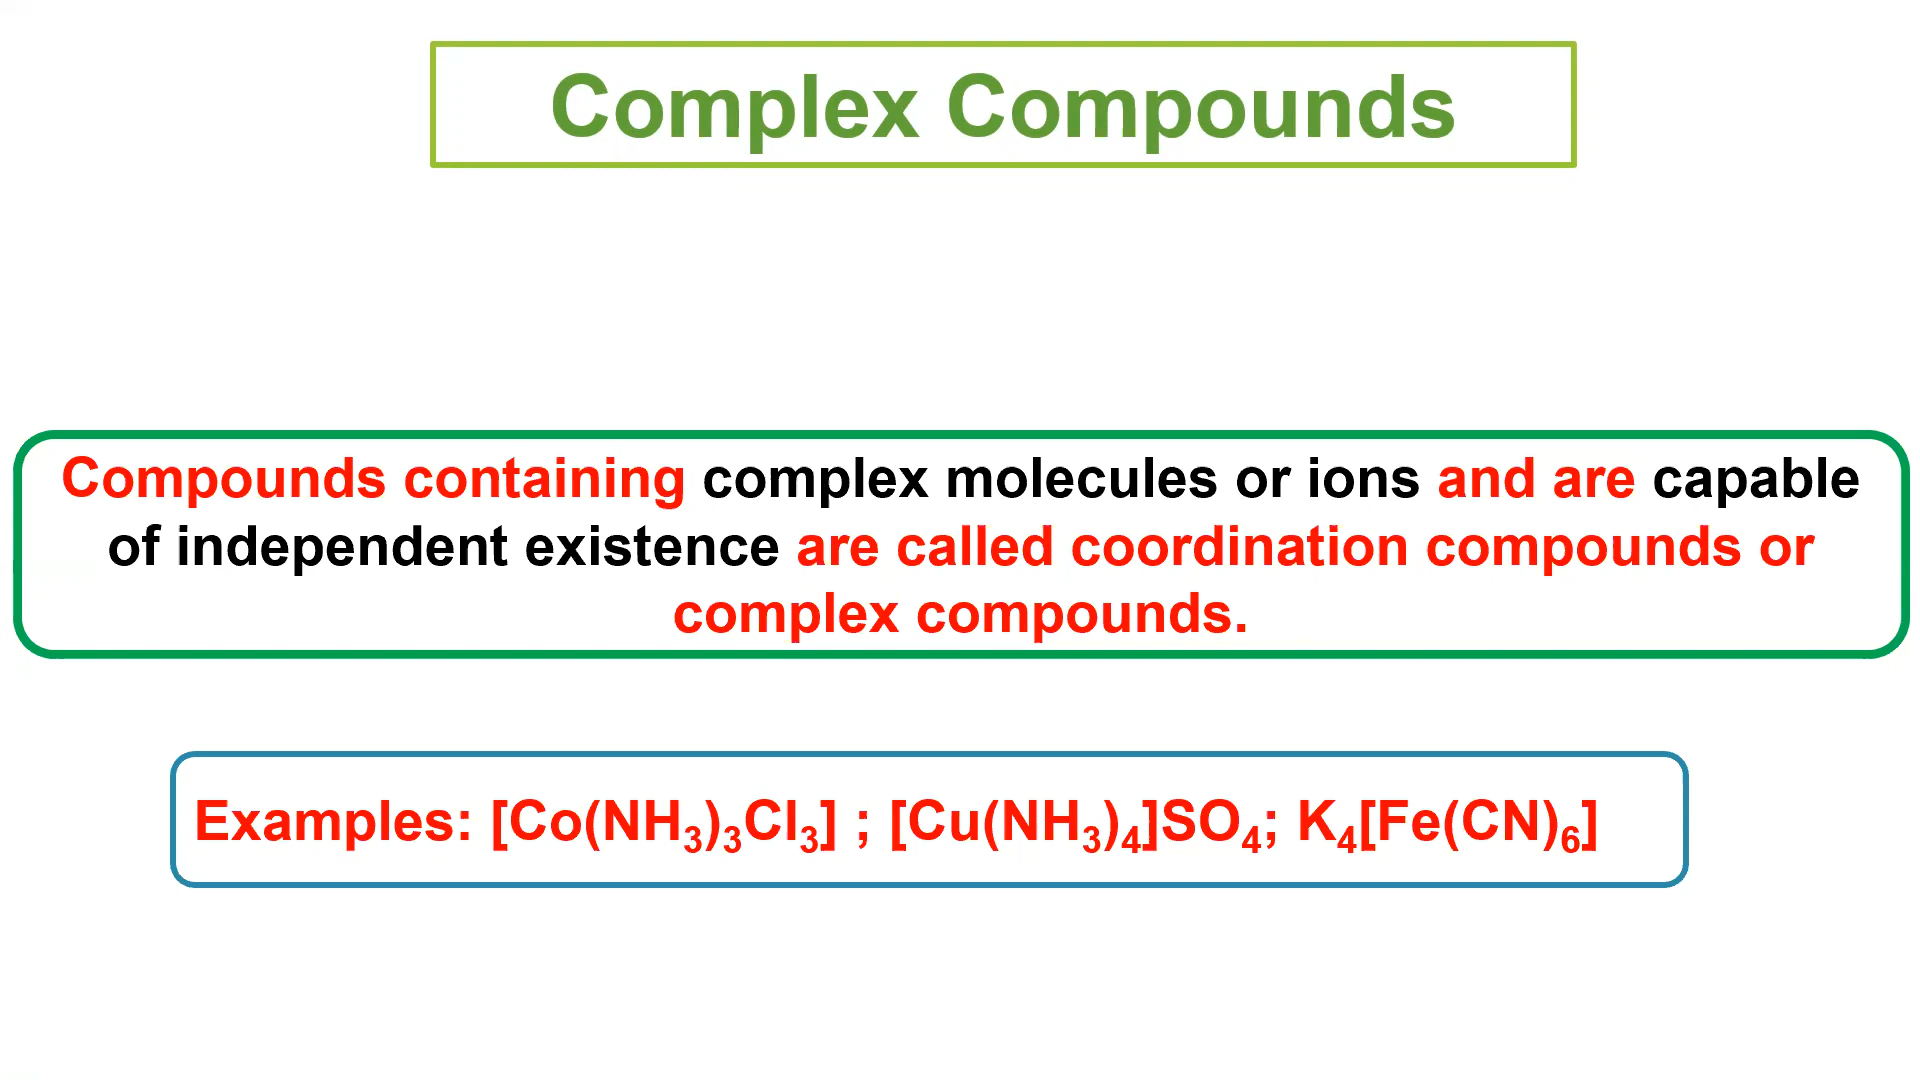 Complex Compounds
Compounds containing complex molecules or ions and are capable
of independent existence are called coordination compounds or
complex compounds.
Examples: [Co(NH₃)₃Cl₃] ; [Cu(NH₃)₄]SO₄; K₄[Fe(CN)₆]